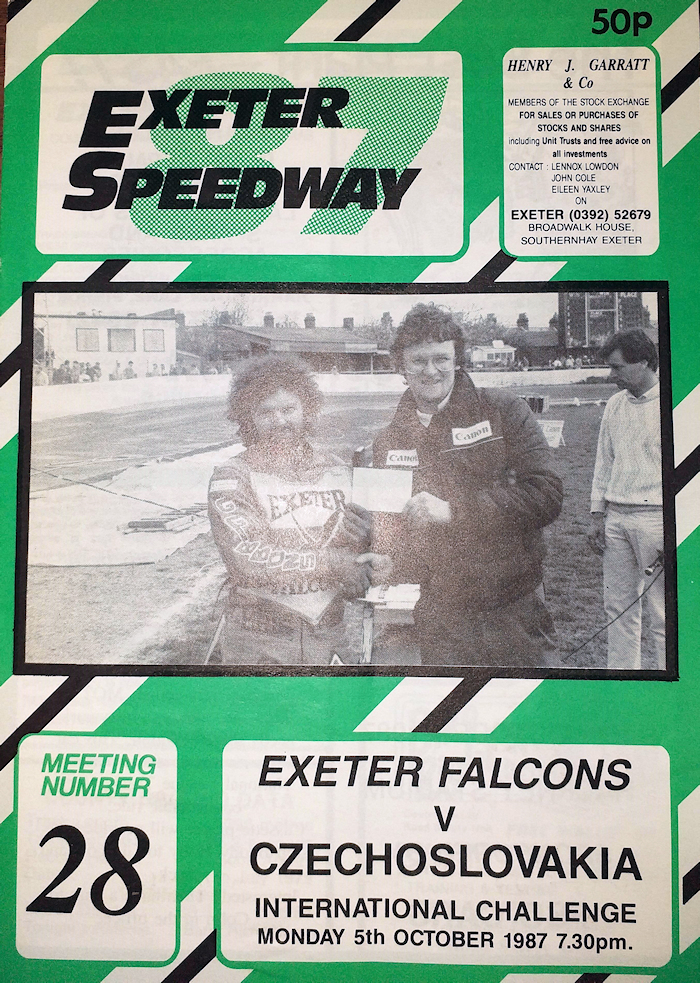 50p
EXETER
SPEEDWAY
87
HENRY J. GARRATT
& Co
MEMBERS OF THE STOCK EXCHANGE
FOR SALES OR PURCHASES OF
STOCKS AND SHARES
including Unit Trusts and free advice on
all investments
CONTACT : LENNOX LOWDON
JOHN COLE
EILEEN YAXLEY
ON
EXETER (0392) 52679
BROADWALK HOUSE,
SOUTHERNHAY EXETER
Canon
Canon
EXETER
MEETING
NUMBER
28
EXETER FALCONS
V
CZECHOSLOVAKIA
INTERNATIONAL CHALLENGE
MONDAY 5th OCTOBER 1987 7.30pm.